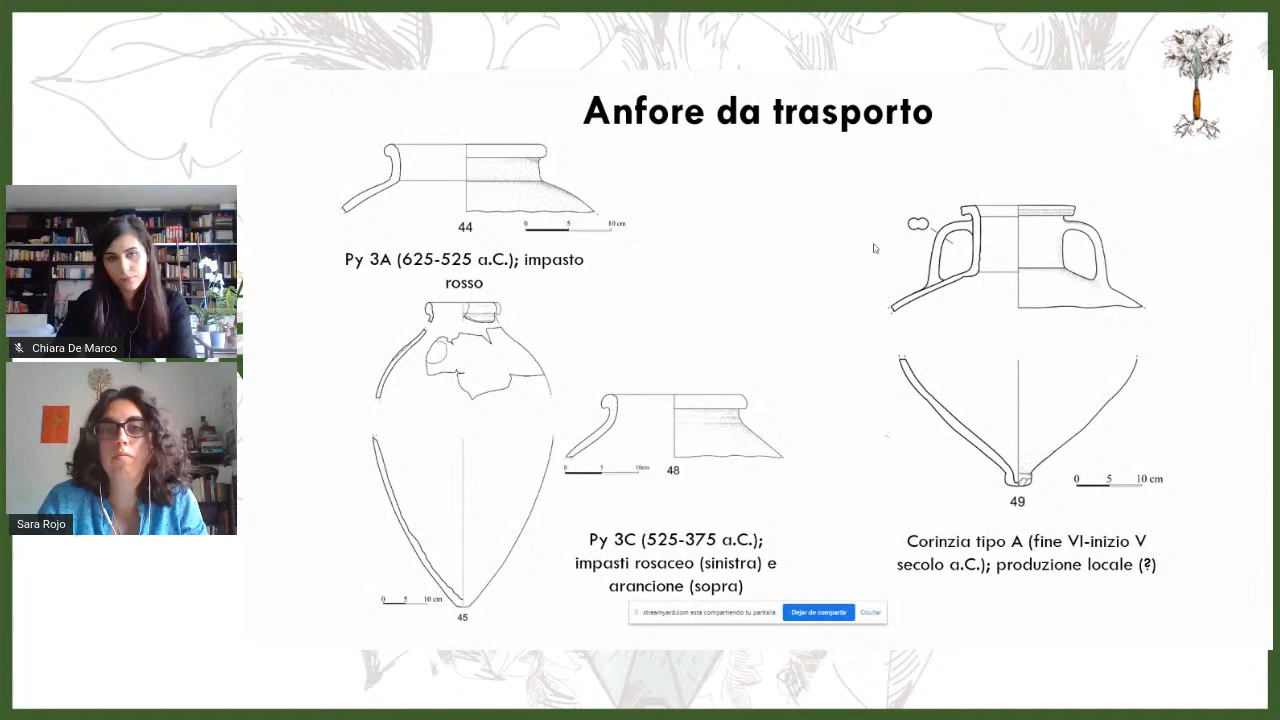 Anfore da trasporto
44
0 5 10 cm
Py 3A (625-525 a.C.); impasto
rosso
0 5 10 cm
45
0 5 10cm
48
Py 3C (525-375 a.C.);
impasti rosaceo (sinistra) e
arancione (sopra)
0 5 10 cm
49
Corinzia tipo A (fine VI-inizio V
secolo a.C.); produzione locale (?)
Chiara De Marco
Sara Rojo
streamyard.com está compartiendo tu pantalla.
Dejar de compartir
Ocultar